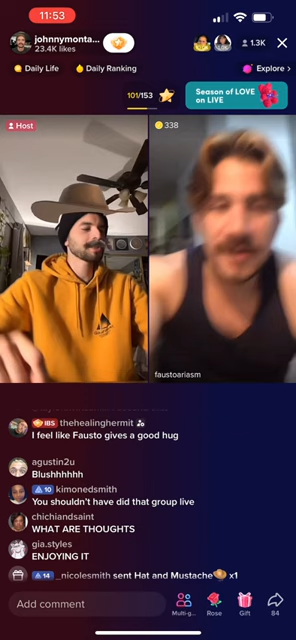 11:53
johnnymonta...
23.4K likes
1.3K
Daily Life
Daily Ranking
Explore >
101/153
Season of LOVE
on LIVE
Host
338
faustoariasm
IBS thehealinghermit
I feel like Fausto gives a good hug
agustin2u
Blushhhhhh
10 kimonedsmith
You shouldn't have did that group live
chichiandsaint
WHAT ARE THOUGHTS
gia.styles
ENJOYING IT
14 _nicolesmith sent Hat and Mustache x1
Add comment
Multi-g...
Rose
Gift
84